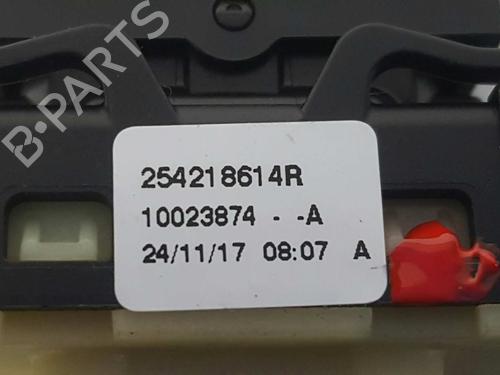 B-PARTS
254218614R
10023874 - -A
24/11/17 08:07 A